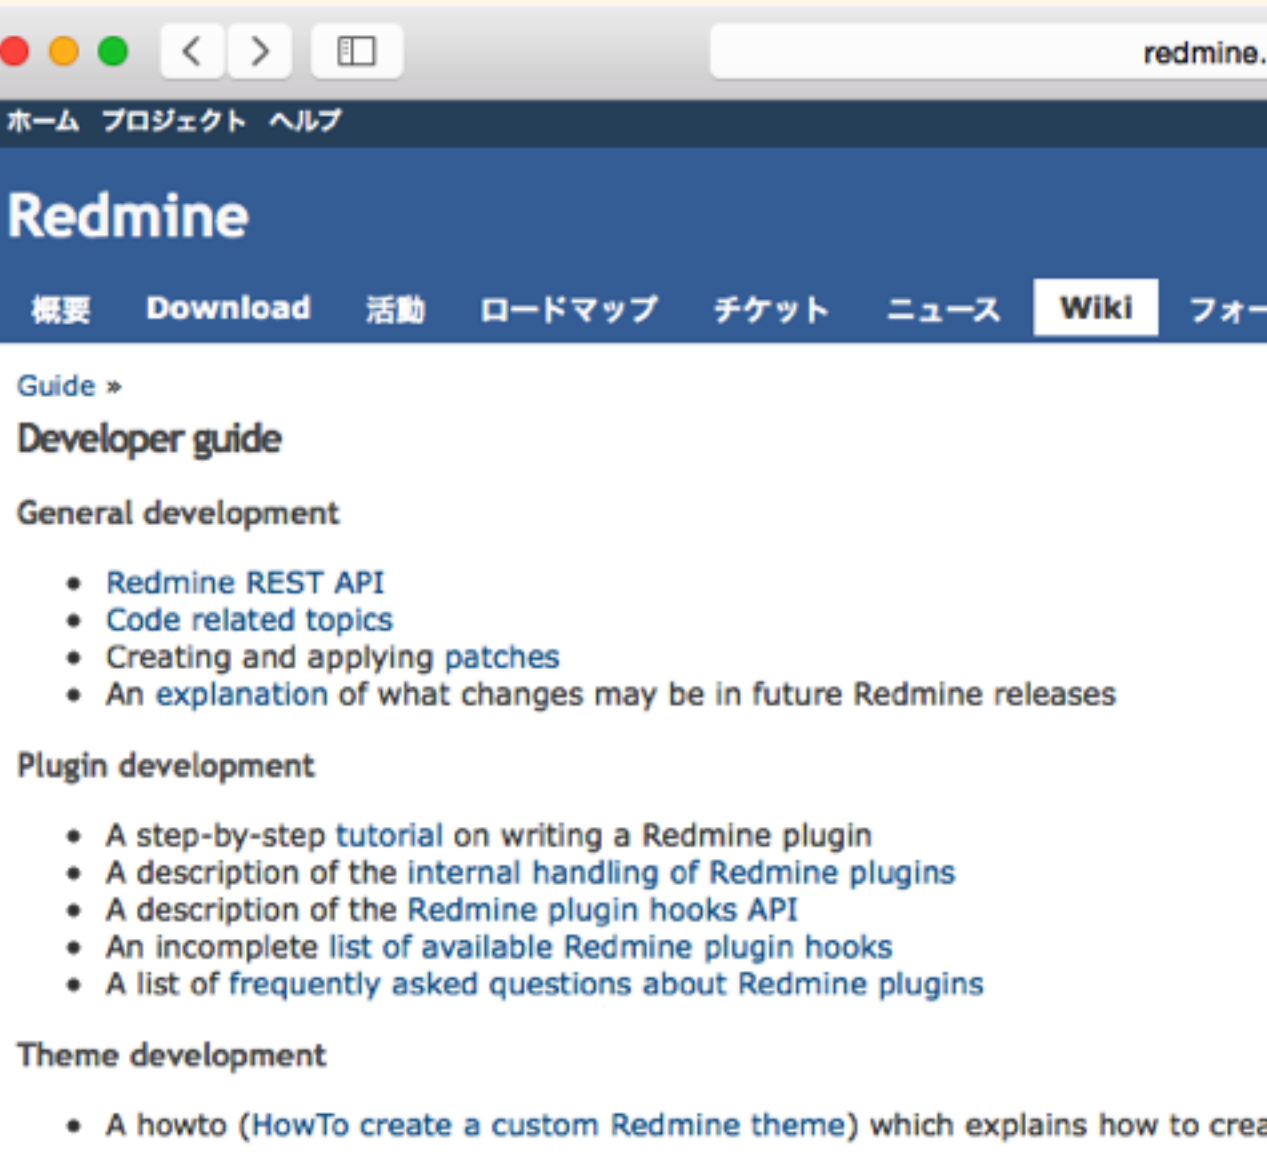 redmine.
ホーム プロジェクト ヘルプ
Redmine
概要 Download 活動 ロードマップ チケット ニュース Wiki フォー
Guide »
Developer guide
General development
• Redmine REST API
• Code related topics
• Creating and applying patches
• An explanation of what changes may be in future Redmine releases
Plugin development
• A step-by-step tutorial on writing a Redmine plugin
• A description of the internal handling of Redmine plugins
• A description of the Redmine plugin hooks API
• An incomplete list of available Redmine plugin hooks
• A list of frequently asked questions about Redmine plugins
Theme development
• A howto (HowTo create a custom Redmine theme) which explains how to crea